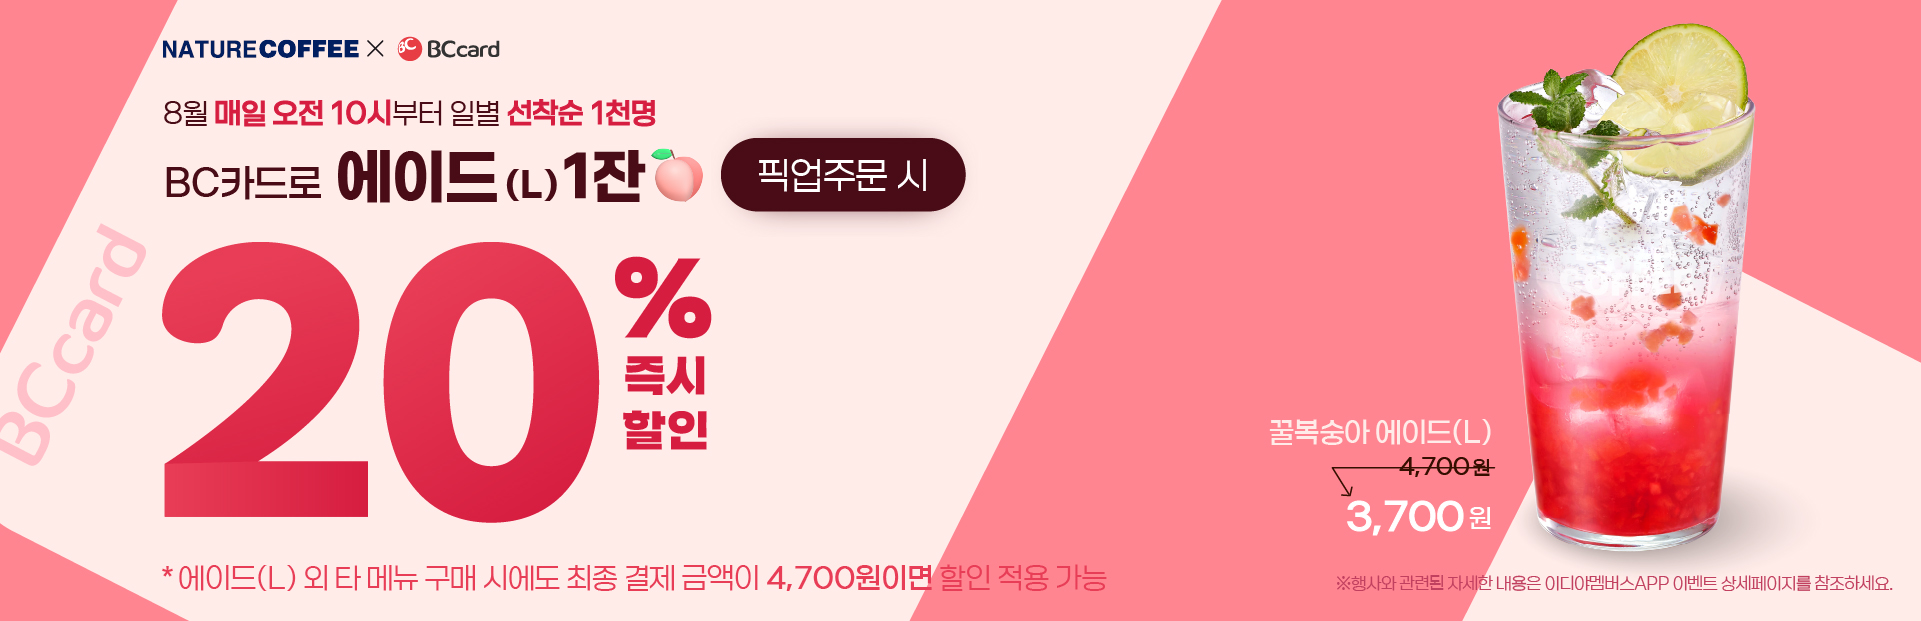 NATURECOFFEE × BC BCcard
8월 매일 오전 10시부터 일별 선착순 1천명
BC카드로 에이드(L) 1잔 픽업주문 시
20%
즉시
할인
BCcard
꿀복숭아 에이드(L)
4,700원
3,700원
* 에이드(L) 외 타 메뉴 구매 시에도 최종 결제 금액이 4,700원이면 할인 적용 가능
※행사와 관련된 자세한 내용은 이디야멤버스APP 이벤트 상세페이지를 참조하세요.